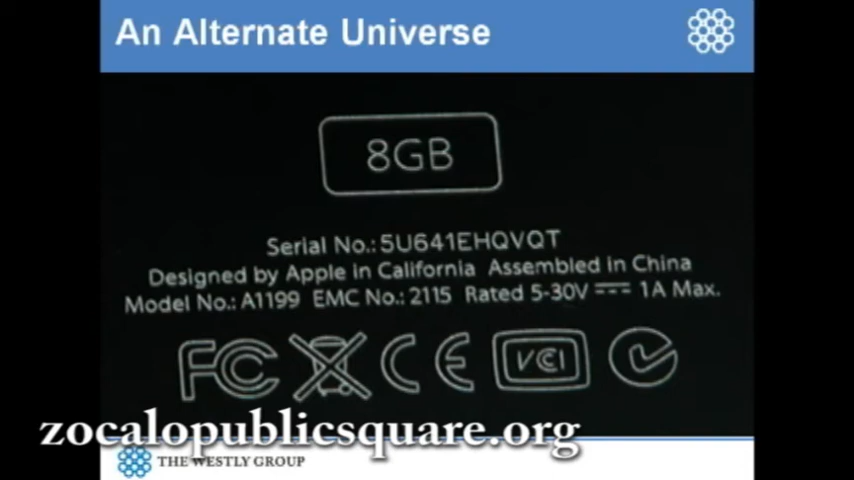 An Alternate Universe
8GB
Serial No.: 5U641EHQVQT
Designed by Apple in California Assembled in China
Model No.: A1199 EMC No.: 2115 Rated 5-30V 1A Max.
FC CE VCI
zocalopublicsquare.org
THE WESTLY GROUP